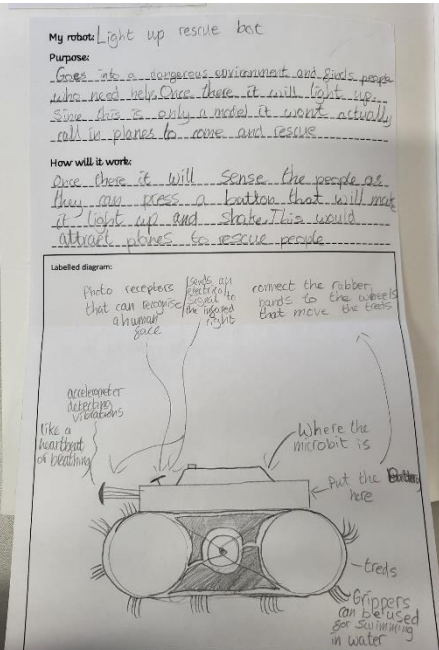 My robot: Light up rescue bot
Purpose:
Goes into a dangerous environment and finds people
who need help. Once there it will light up.
Sinse this is only a model it wont actually
call in planes to come and rescue
How will it work:
Once there it will sense the people or
they can press a button that will make
it light up and shake. This would
attract planes to rescue people
Labelled diagram:
Photo receptors
that can recognise
a human
face
sends an
electrical
signal to
the infared
right
connect the rubber
bands to the wheels
that move the treds
accelerometer
detecting
vibrations
like a
heartbeat
or breathing
Where the
microbit is
Put the Battery
here
treds
Grippers
can be used
for swimming
in water